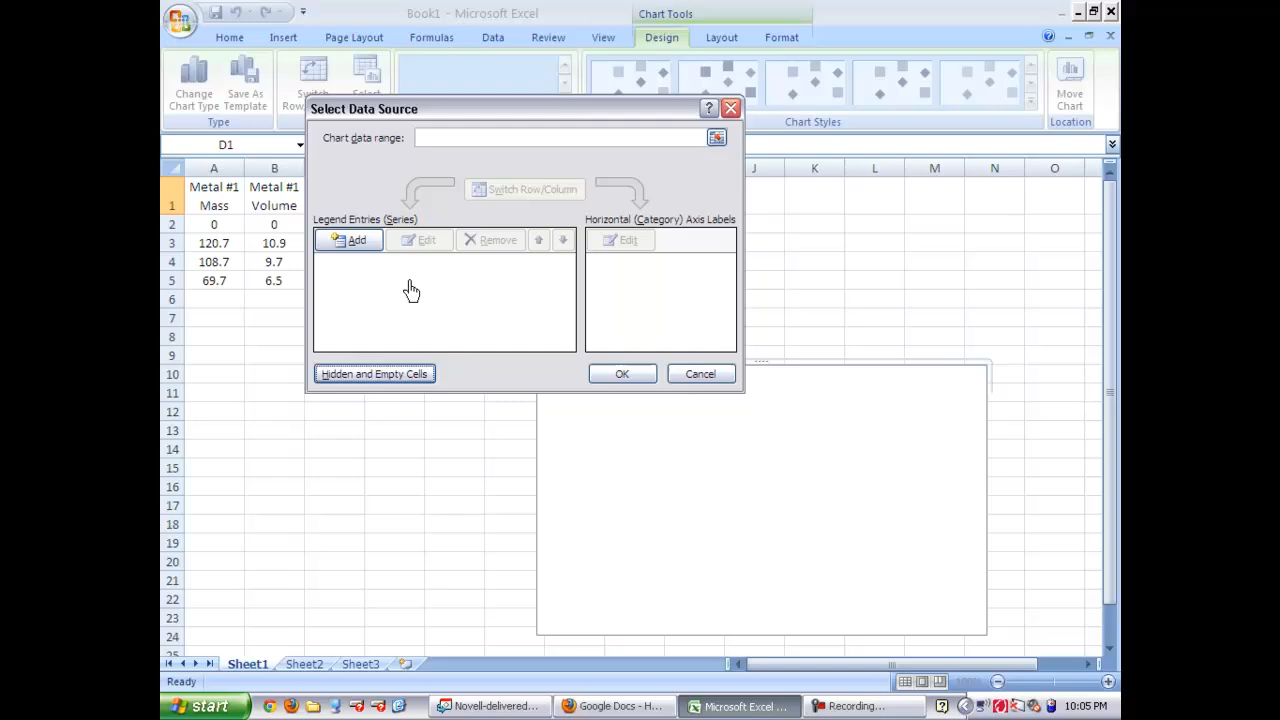 Book1 - Microsoft Excel
Chart Tools
Home Insert Page Layout Formulas Data Review View Design Layout Format
Change Chart Type
Save As Template
Switch
Row/
Select
Move Chart
Type
Chart Styles
Location
D1
Select Data Source
?
Chart data range:
Switch Row/Column
Legend Entries (Series)
Horizontal (Category) Axis Labels
Add Edit Remove
Edit
Hidden and Empty Cells
OK
Cancel
A B J K L M N O
1 Metal #1 Mass Metal #1 Volume
2 0 0
3 120.7 10.9
4 108.7 9.7
5 69.7 6.5
6
7
8
9
10
11
12
13
14
15
16
17
18
19
20
21
22
23
24
25
Sheet1 Sheet2 Sheet3
Ready
100%
start
Novell-delivered...
Google Docs - H...
Microsoft Excel ...
Recording...
10:05 PM